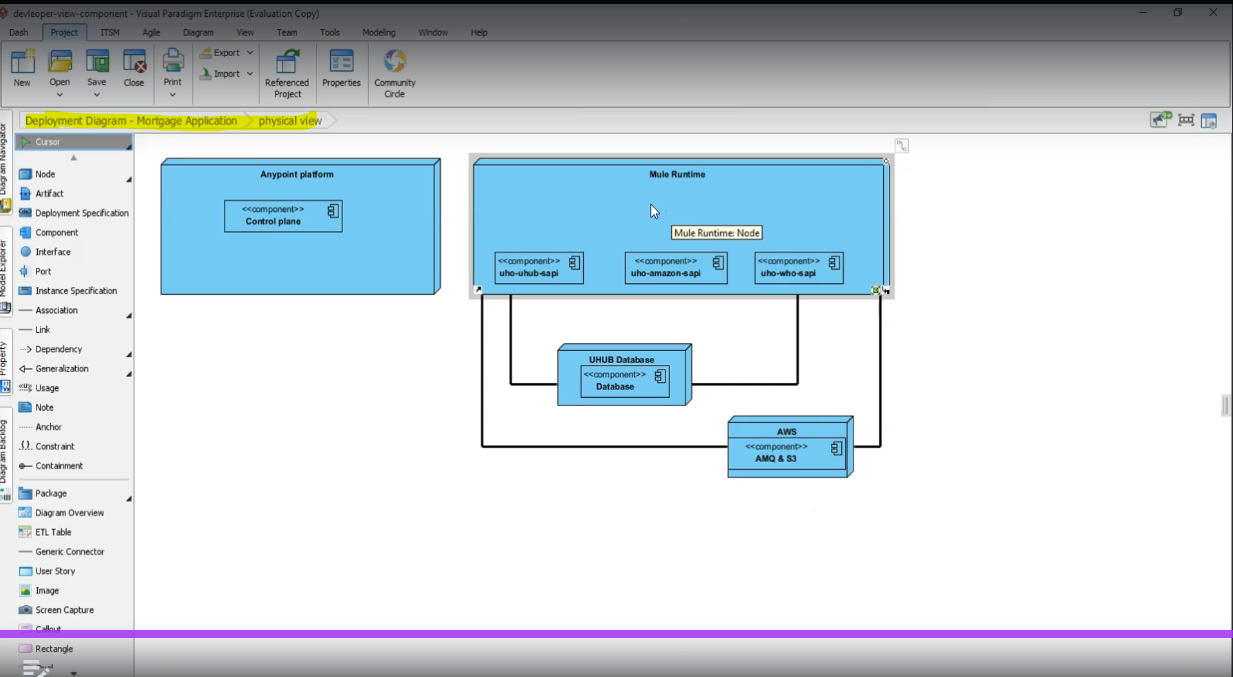 devleoper-view-component - Visual Paradigm Enterprise (Evaluation Copy)
Dash Project ITSM Agile Diagram View Team Tools Modeling Window Help
New Open Save Close Print Export Import Referenced Project Properties Community Circle
Deployment Diagram - Mortgage Application physical view
Diagram Navigator
Model Explorer
Property
Diagram Backlog
Cursor
Node
Artifact
Deployment Specification
Component
Interface
Port
Instance Specification
Association
Link
Dependency
Generalization
Usage
Note
Anchor
Constraint
Containment
Package
Diagram Overview
ETL Table
Generic Connector
User Story
Image
Screen Capture
Callout
Rectangle
Anypoint platform
<<component>>
Control plane
Mule Runtime
Mule Runtime: Node
<<component>>
uho-uhub-sapi
<<component>>
uho-amazon-sapi
<<component>>
uho-who-sapi
UHUB Database
<<component>>
Database
AWS
<<component>>
AMQ & S3